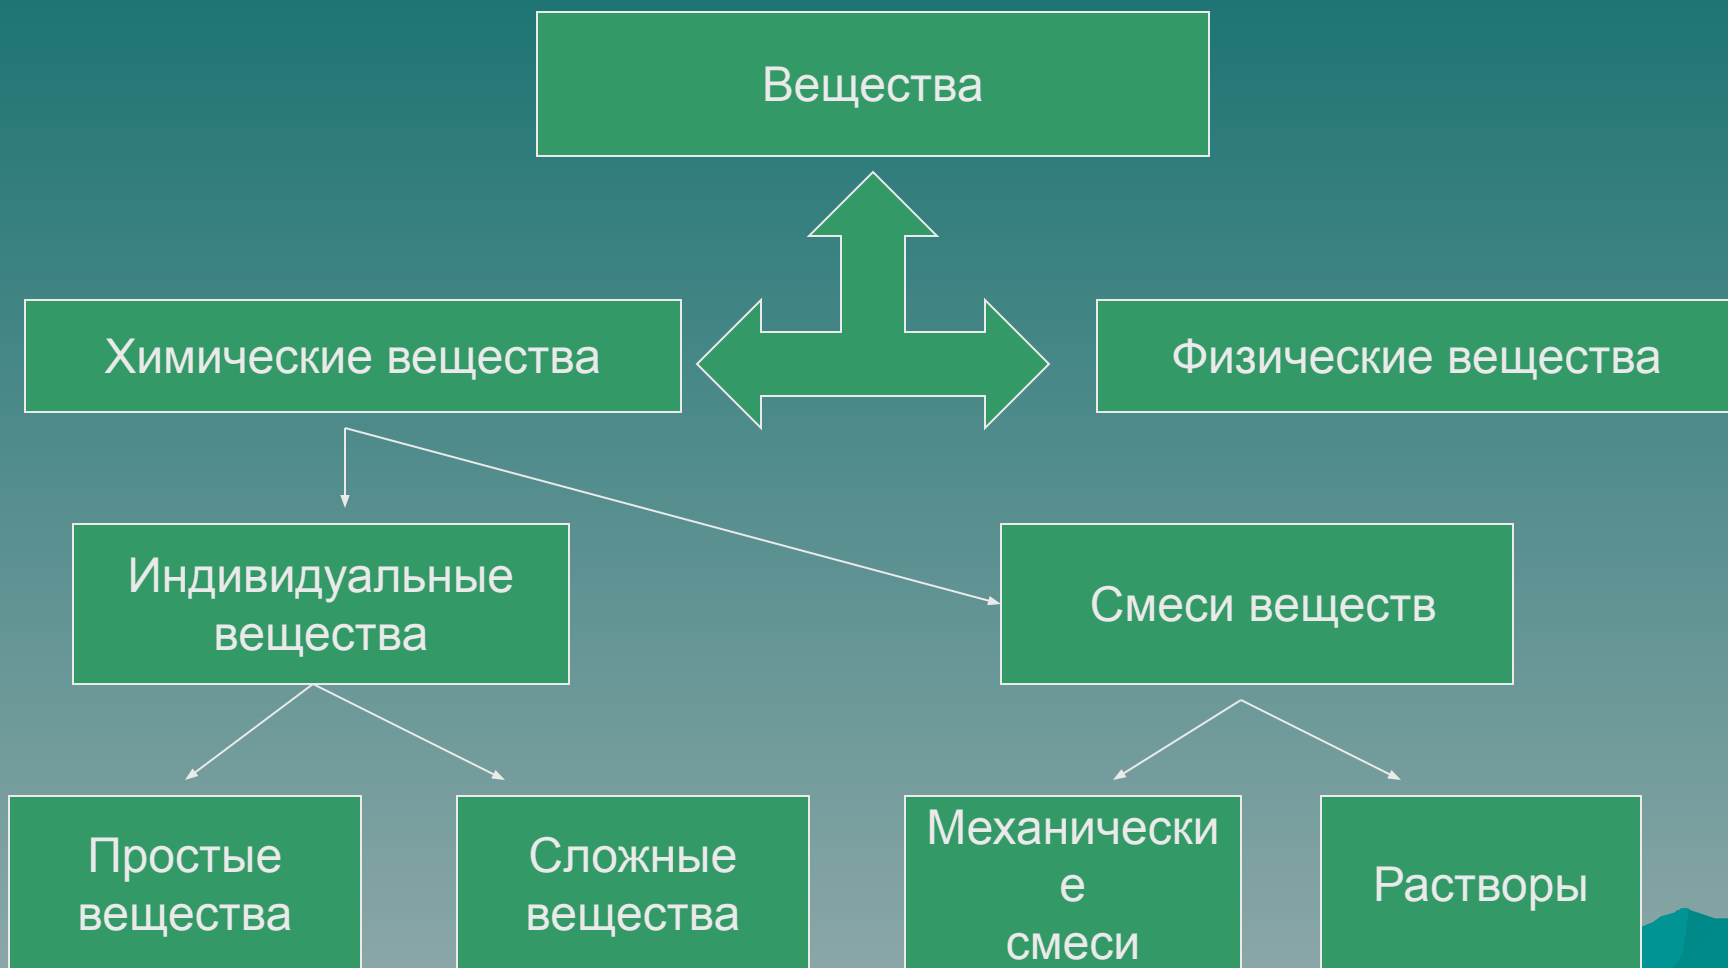 Вещества
Химические вещества
Физические вещества
Индивидуальные
вещества
Смеси веществ
Простые
вещества
Сложные
вещества
Механически
е
смеси
Растворы